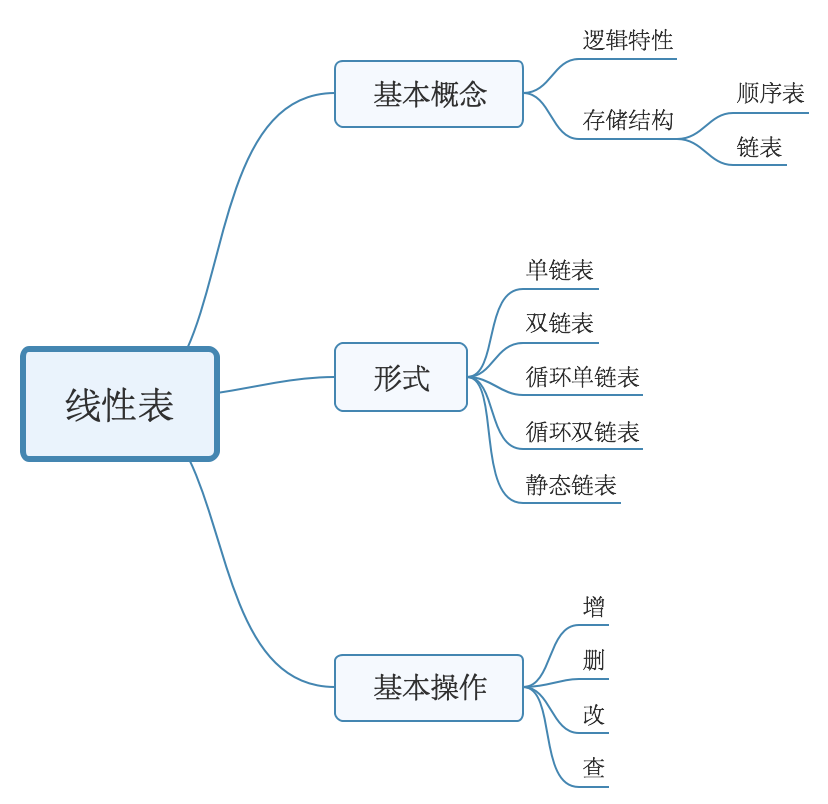 线性表
基本概念
逻辑特性
存储结构
顺序表
链表
形式
单链表
双链表
循环单链表
循环双链表
静态链表
基本操作
增
删
改
查